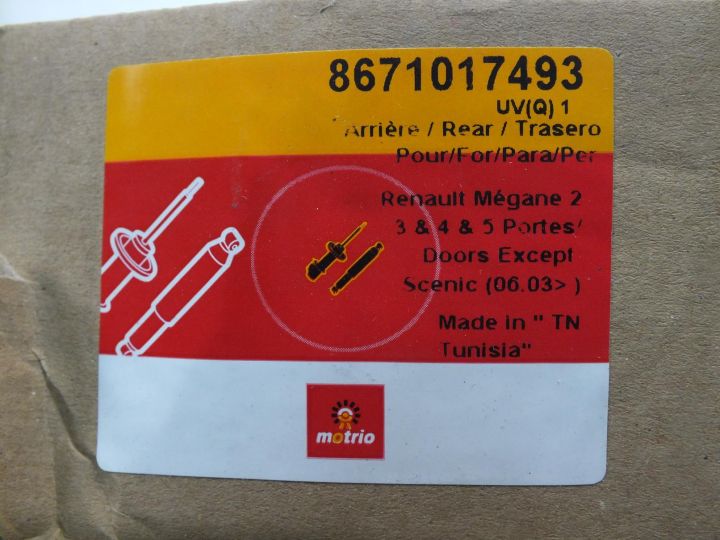 8671017493
UV(Q) 1
Arrière / Rear / Trasero
Pour/For/Para/Per
Renault Mégane 2
3 & 4 & 5 Portes/
Doors Except
Scenic (06.03> )
Made in " TN
Tunisia"
motrio